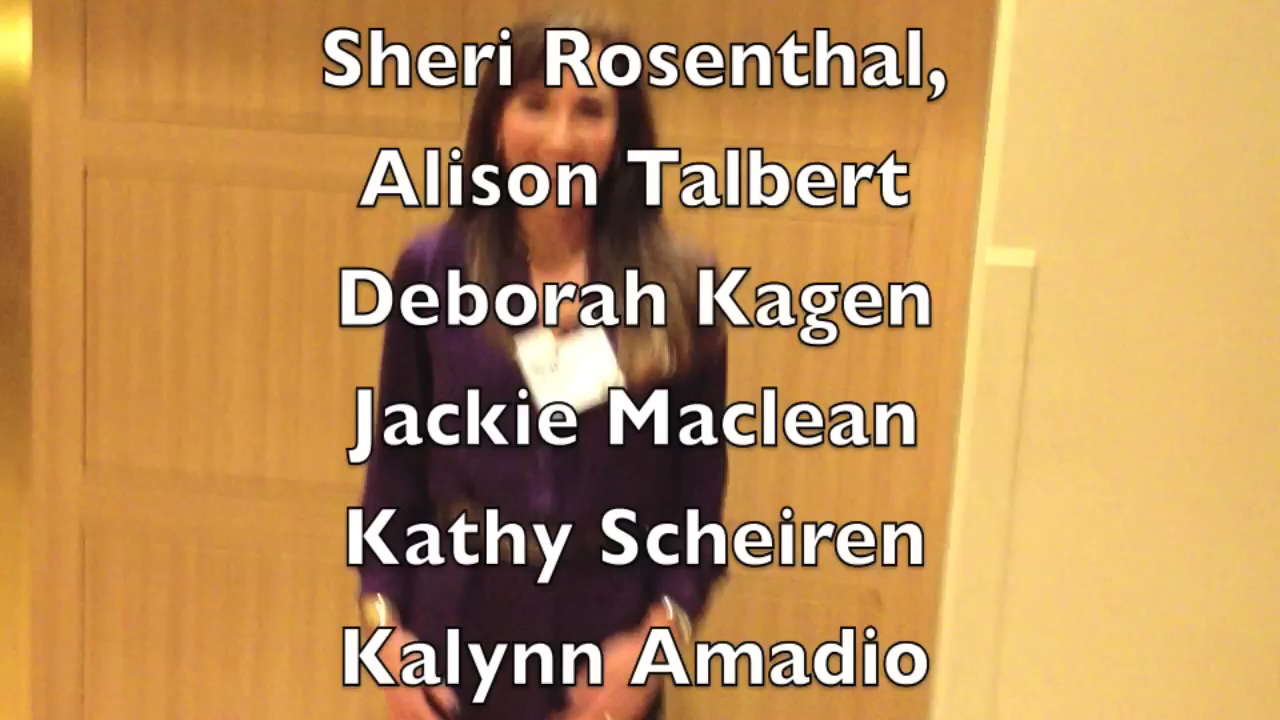 Sheri Rosenthal,
Alison Talbert
Deborah Kagen
Jackie Maclean
Kathy Scheiren
Kalynn Amadio